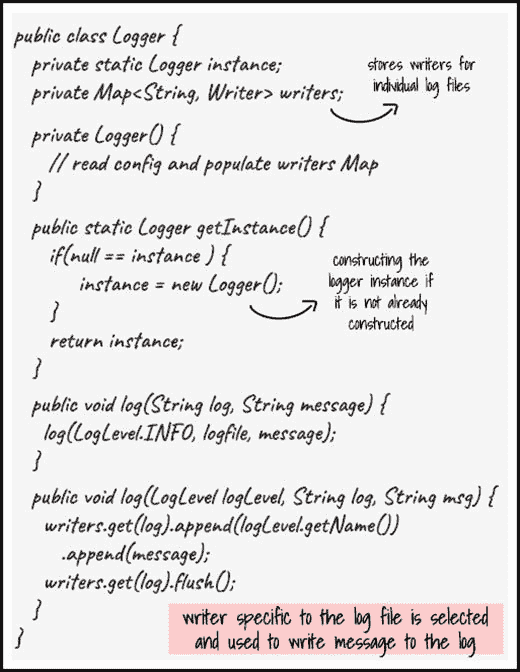 public class Logger {
private static Logger instance;
private Map<String, Writer> writers;
stores writers for
individual log files
private Logger() {
// read config and populate writers Map
}
public static Logger getInstance() {
if(null == instance ) {
instance = new Logger();
}
return instance;
}
constructing the
logger instance if
it is not already
constructed
public void log(String log, String message) {
log(LogLevel.INFO, logfile, message);
}
public void log(LogLevel logLevel, String log, String msg) {
writers.get(log).append(logLevel.getName())
.append(message);
writers.get(log).flush();
}
}
writer specific to the log file is selected
and used to write message to the log